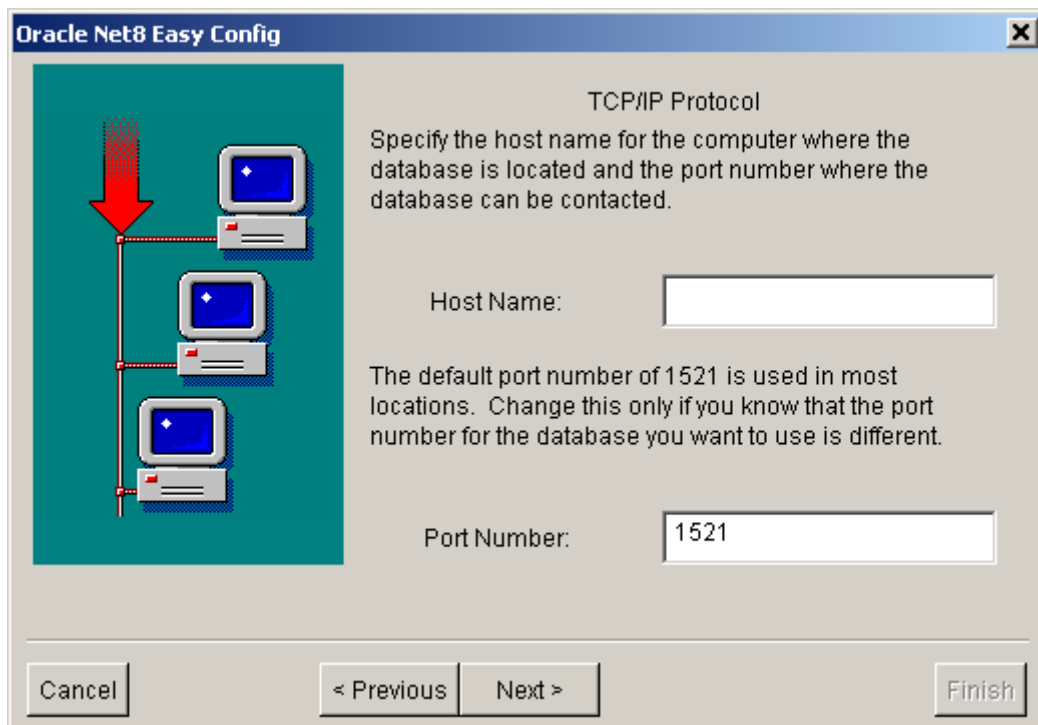 Oracle Net8 Easy Config
TCP/IP Protocol
Specify the host name for the computer where the
database is located and the port number where the
database can be contacted.
Host Name:
The default port number of 1521 is used in most
locations.  Change this only if you know that the port
number for the database you want to use is different.
Port Number: 1521
Cancel < Previous Next > Finish